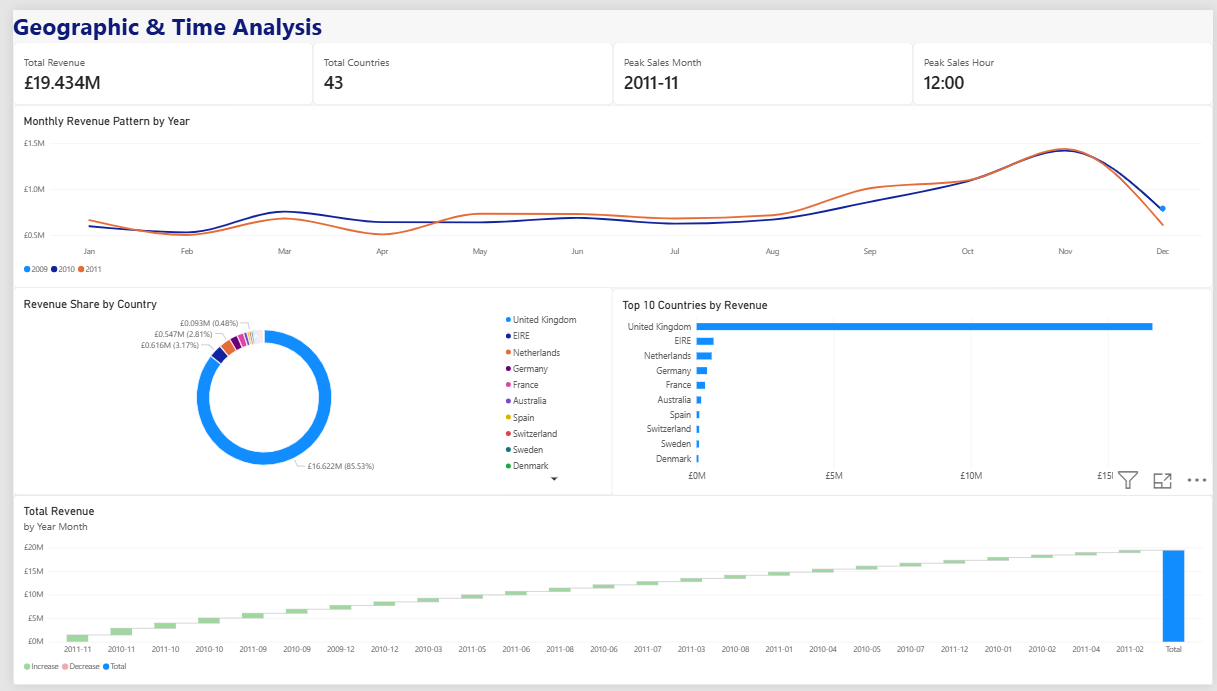 Geographic & Time Analysis
Total Revenue
£19.434M
Total Countries
43
Peak Sales Month
2011-11
Peak Sales Hour
12:00
Monthly Revenue Pattern by Year
£1.5M
£1.0M
£0.5M
Jan Feb Mar Apr May Jun Jul Aug Sep Oct Nov Dec
2009 2010 2011
Revenue Share by Country
£0.093M (0.48%)
£0.547M (2.81%)
£0.616M (3.17%)
£16.622M (85.53%)
United Kingdom
EIRE
Netherlands
Germany
France
Australia
Spain
Switzerland
Sweden
Denmark
Top 10 Countries by Revenue
United Kingdom
EIRE
Netherlands
Germany
France
Australia
Spain
Switzerland
Sweden
Denmark
£0M £5M £10M £15
Total Revenue
by Year Month
£20M
£15M
£10M
£5M
£0M
2011-11 2010-11 2011-10 2010-10 2011-09 2010-09 2009-12 2010-12 2010-03 2011-05 2011-06 2011-08 2010-06 2011-07 2011-03 2010-08 2011-01 2010-04 2010-05 2010-07 2011-12 2010-01 2010-02 2011-04 2011-02 Total
Increase Decrease Total